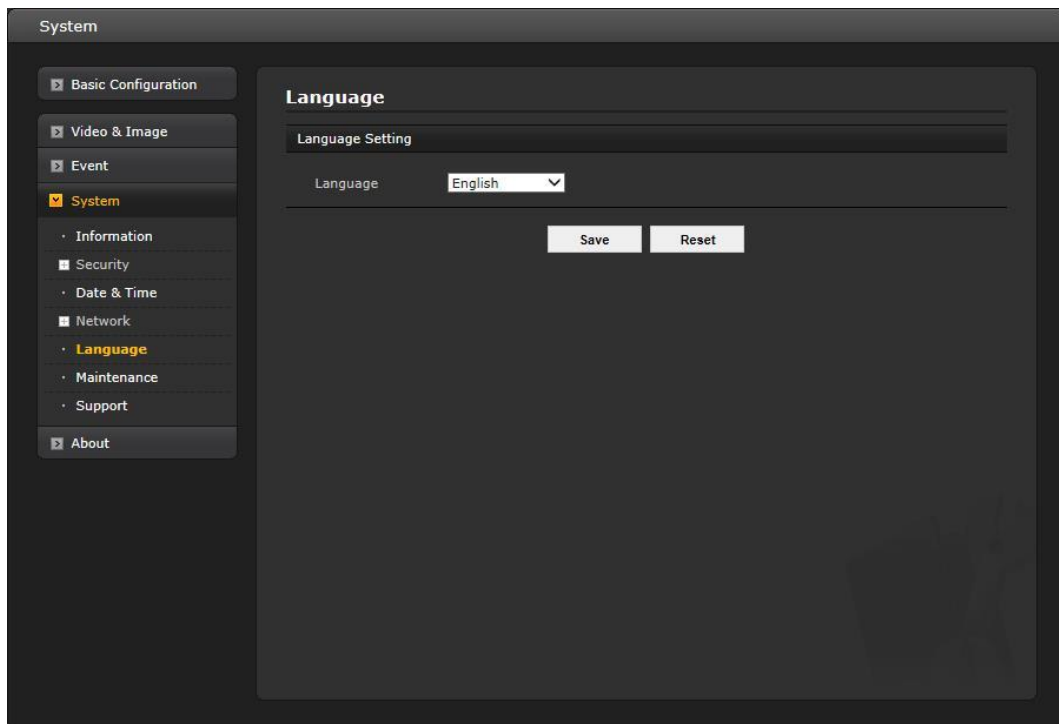 System
Basic Configuration
Video & Image
Event
System
Information
Security
Date & Time
Network
Language
Maintenance
Support
About
Language
Language Setting
Language English
Save Reset